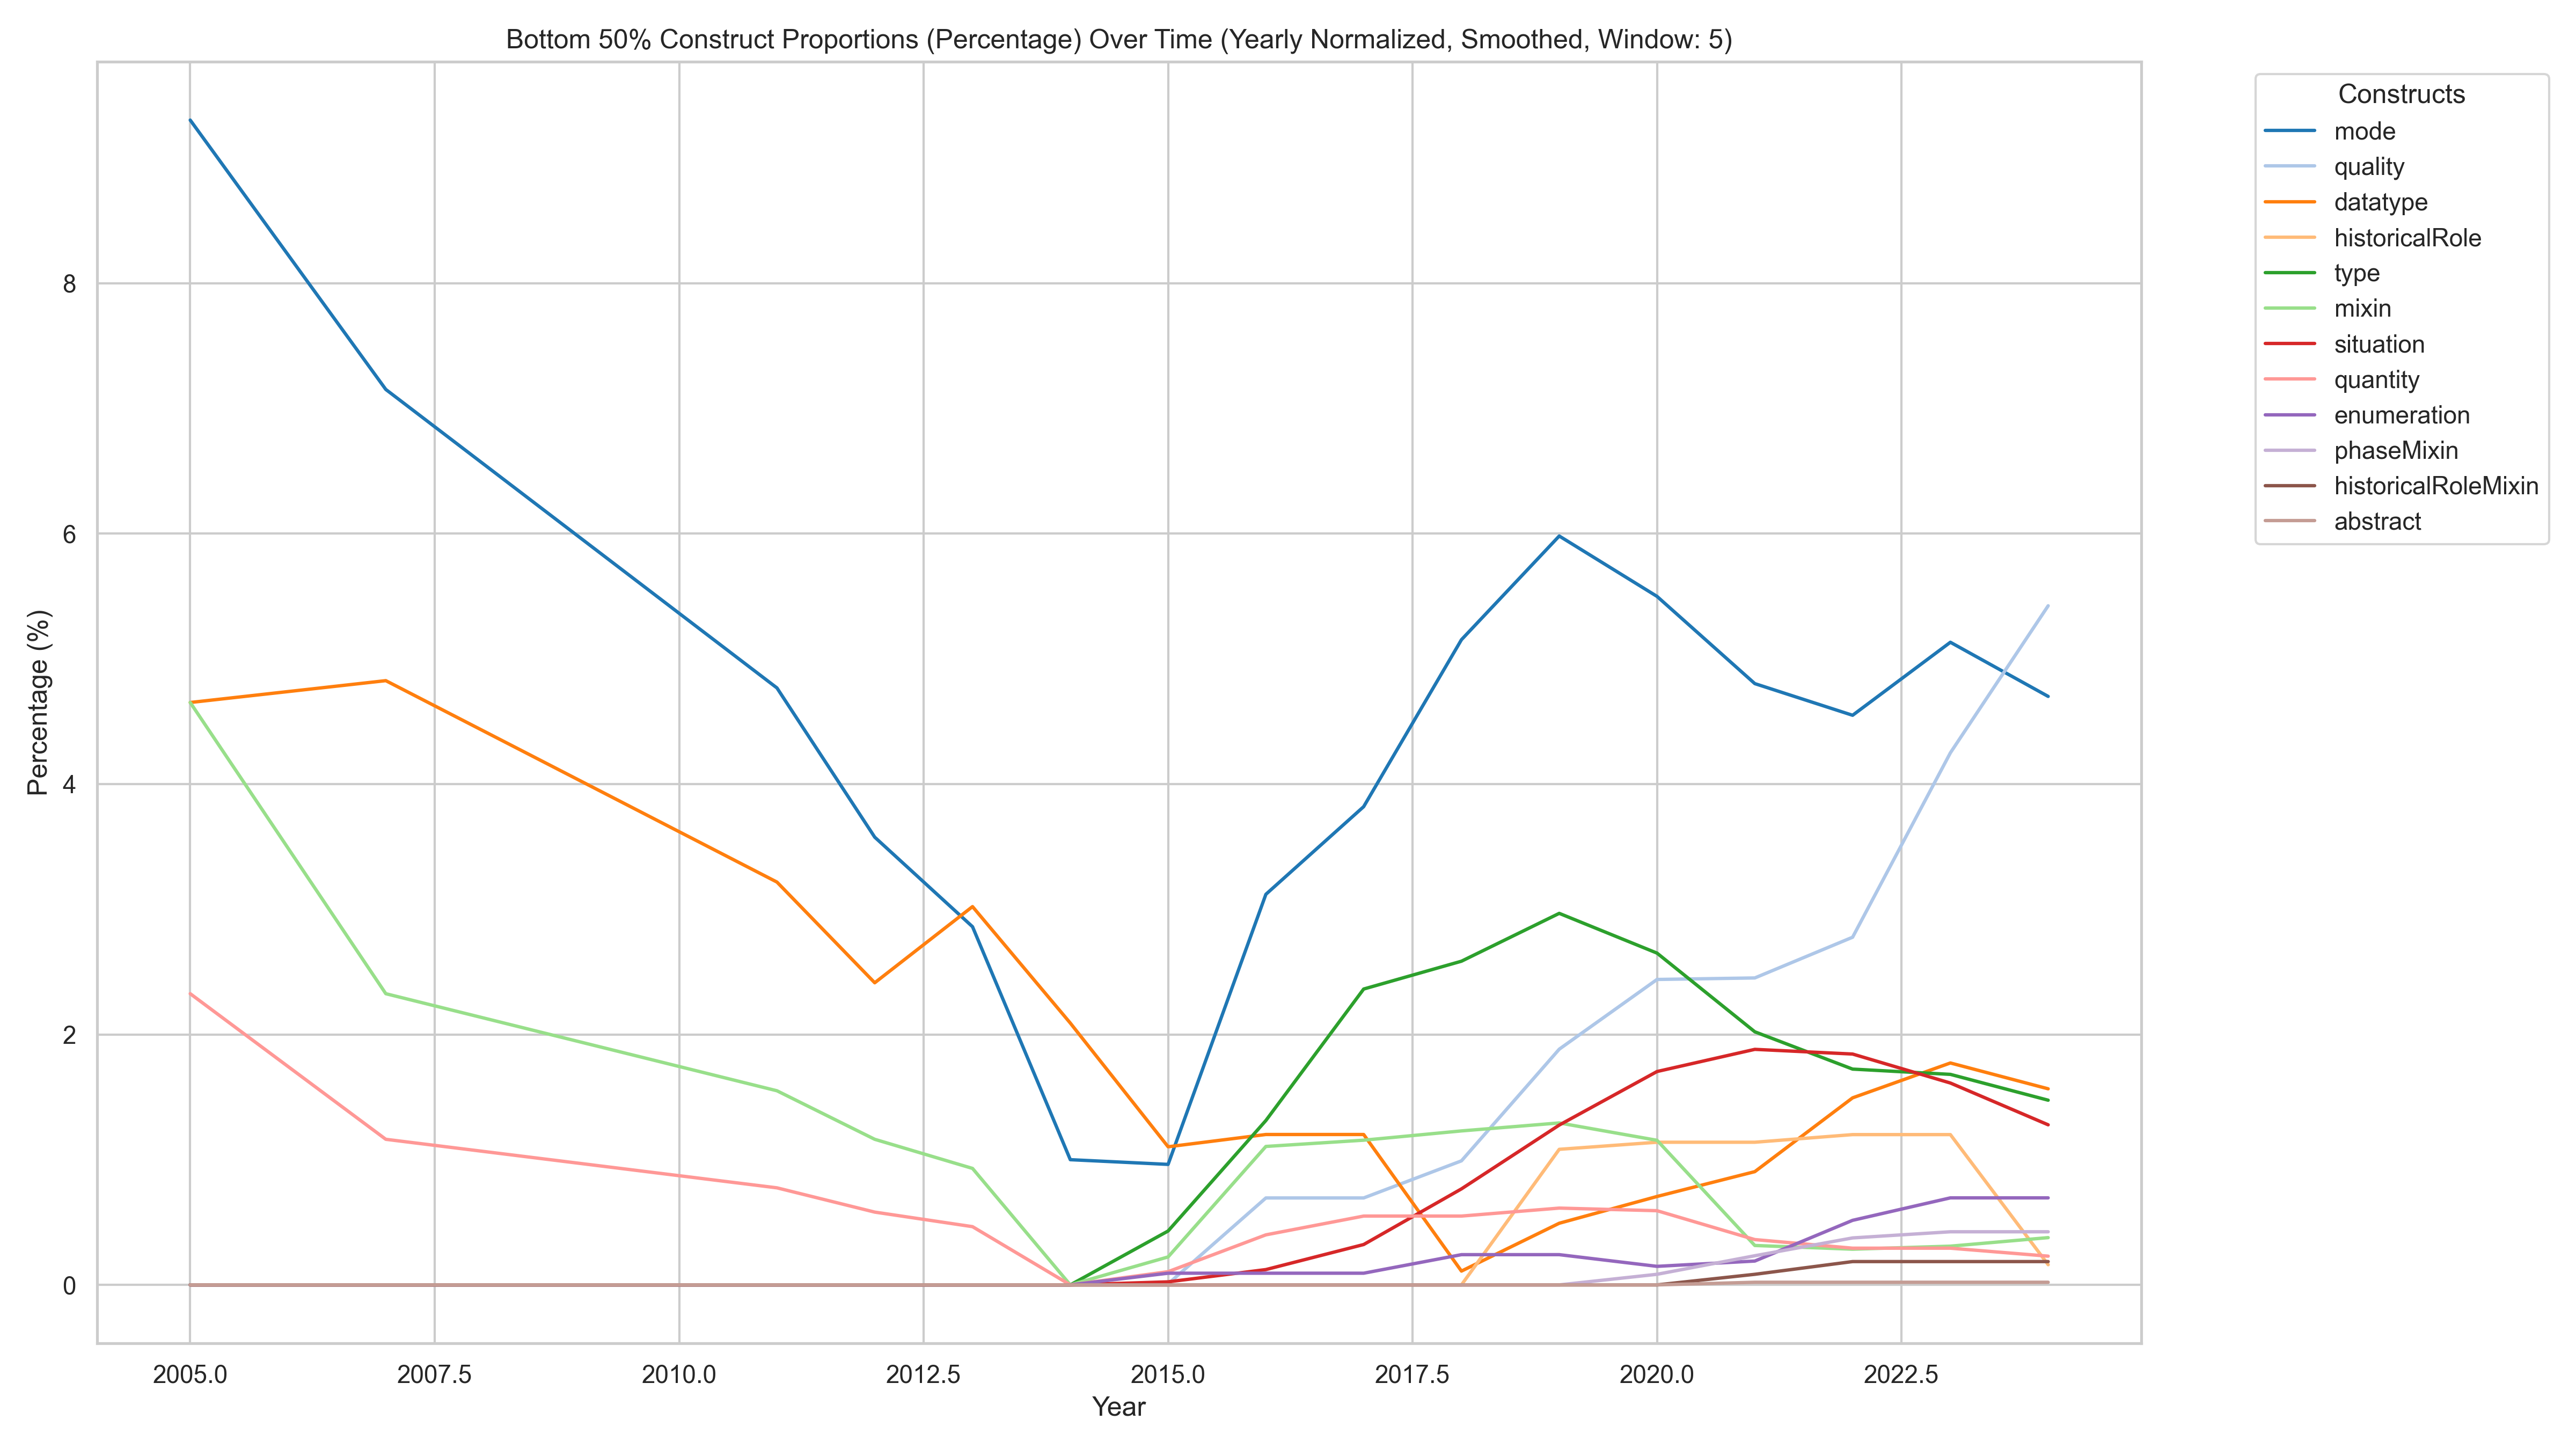 Bottom 50% Construct Proportions (Percentage) Over Time (Yearly Normalized, Smoothed, Window: 5)
Constructs
mode
quality
datatype
historicalRole
type
mixin
situation
quantity
enumeration
phaseMixin
historicalRoleMixin
abstract
Percentage (%)
8
6
4
2
0
2005.0 2007.5 2010.0 2012.5 2015.0 2017.5 2020.0 2022.5
Year